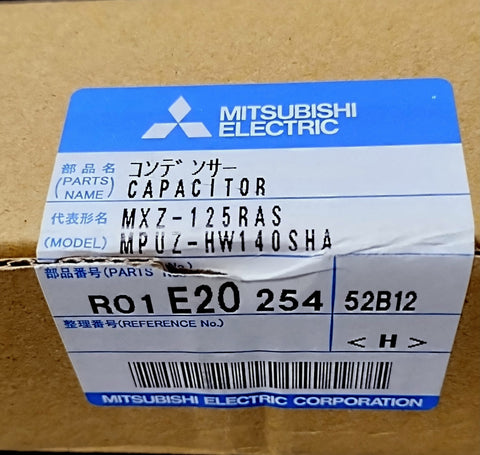 MITSUBISHI
ELECTRIC
部品名 コンデンサー
(PARTS NAME) CAPACITOR
代表形名 MXZ-125RAS
(MODEL) MPUZ-HW140SHA
部品番号(PARTS No.)
R01 E20 254 52B12
整理番号(REFERENCE No.)
<H>
MITSUBISHI ELECTRIC CORPORATION